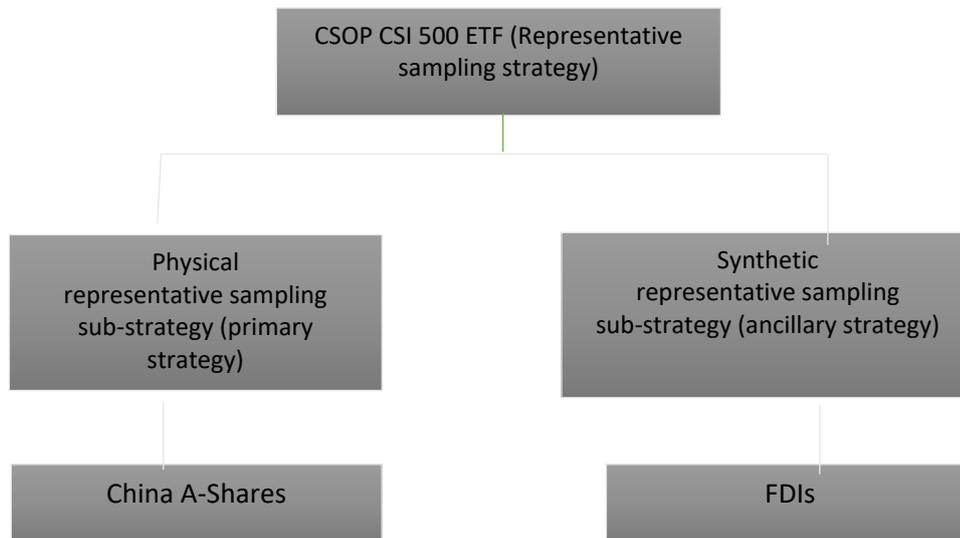 CSOP CSI 500 ETF (Representative
sampling strategy)
Physical
representative sampling
sub-strategy (primary
strategy)
Synthetic
representative sampling
sub-strategy (ancillary strategy)
China A-Shares
FDIs